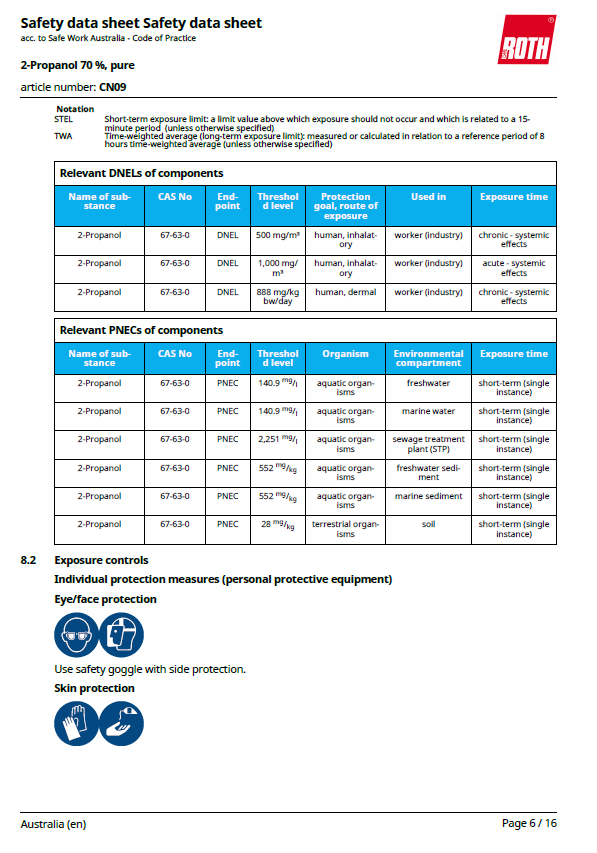 Safety data sheet Safety data sheet
acc. to Safe Work Australia - Code of Practice
ROTH
®
2-Propanol 70 %, pure
article number: CN09
Notation
STEL Short-term exposure limit: a limit value above which exposure should not occur and which is related to a 15-
minute period (unless otherwise specified)
TWA Time-weighted average (long-term exposure limit): measured or calculated in relation to a reference period of 8
hours time-weighted average (unless otherwise specified)
Relevant DNELs of components
Name of sub- CAS No End- Threshol Protection Used in Exposure time
stance point d level goal, route of
exposure
2-Propanol 67-63-0 DNEL 500 mg/m³ human, inhalat- worker (industry) chronic - systemic
ory effects
2-Propanol 67-63-0 DNEL 1,000 mg/ human, inhalat- worker (industry) acute - systemic
m³ ory effects
2-Propanol 67-63-0 DNEL 888 mg/kg human, dermal worker (industry) chronic - systemic
bw/day effects
Relevant PNECs of components
Name of sub- CAS No End- Threshol Organism Environmental Exposure time
stance point d level compartment
2-Propanol 67-63-0 PNEC 140.9 mg/l aquatic organ- freshwater short-term (single
isms instance)
2-Propanol 67-63-0 PNEC 140.9 mg/l aquatic organ- marine water short-term (single
isms instance)
2-Propanol 67-63-0 PNEC 2,251 mg/l aquatic organ- sewage treatment short-term (single
isms plant (STP) instance)
2-Propanol 67-63-0 PNEC 552 mg/kg aquatic organ- freshwater sedi- short-term (single
isms ment instance)
2-Propanol 67-63-0 PNEC 552 mg/kg aquatic organ- marine sediment short-term (single
isms instance)
2-Propanol 67-63-0 PNEC 28 mg/kg terrestrial organ- soil short-term (single
isms instance)
8.2 Exposure controls
Individual protection measures (personal protective equipment)
Eye/face protection
Use safety goggle with side protection.
Skin protection
Australia (en) Page 6 / 16